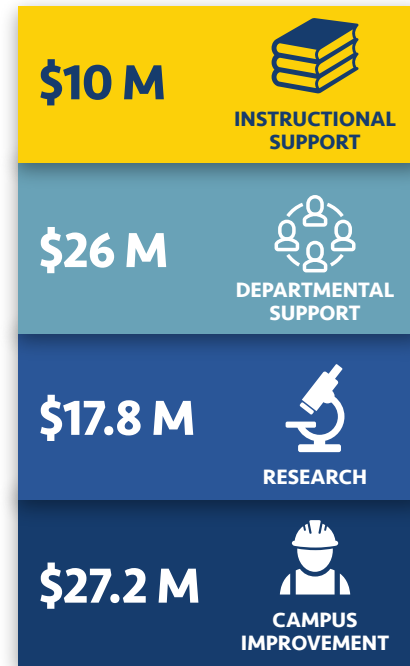 $10 M
INSTRUCTIONAL
SUPPORT
$26 M
DEPARTMENTAL
SUPPORT
$17.8 M
RESEARCH
$27.2 M
CAMPUS
IMPROVEMENT